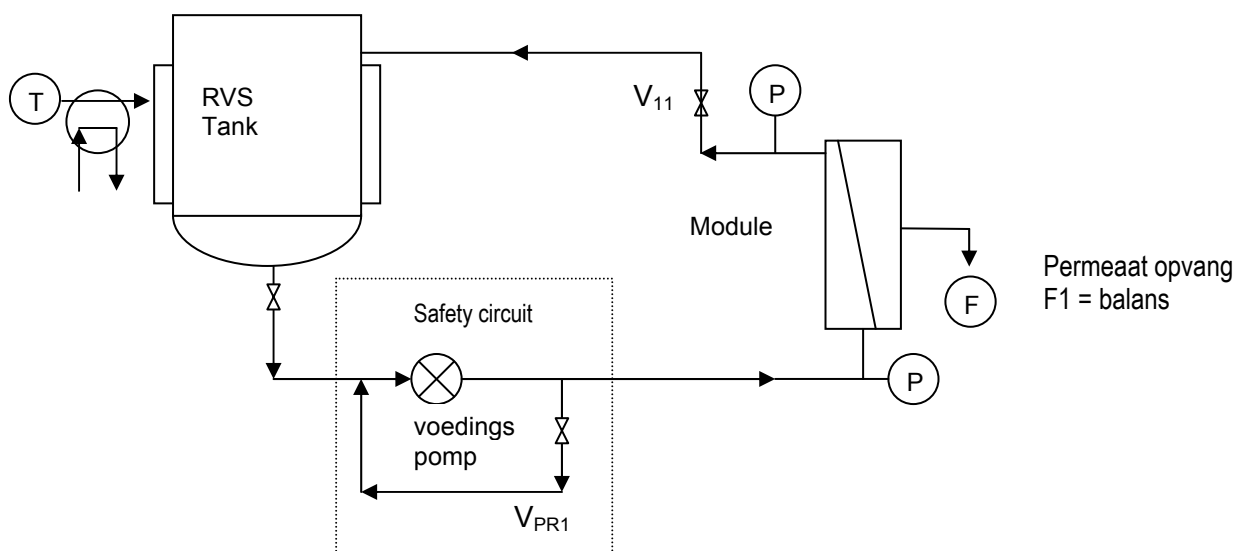 T
RVS
Tank
V11
P
Module
Permeaat opvang
F1 = balans
F
Safety circuit
P
voedings
pomp
VPR1